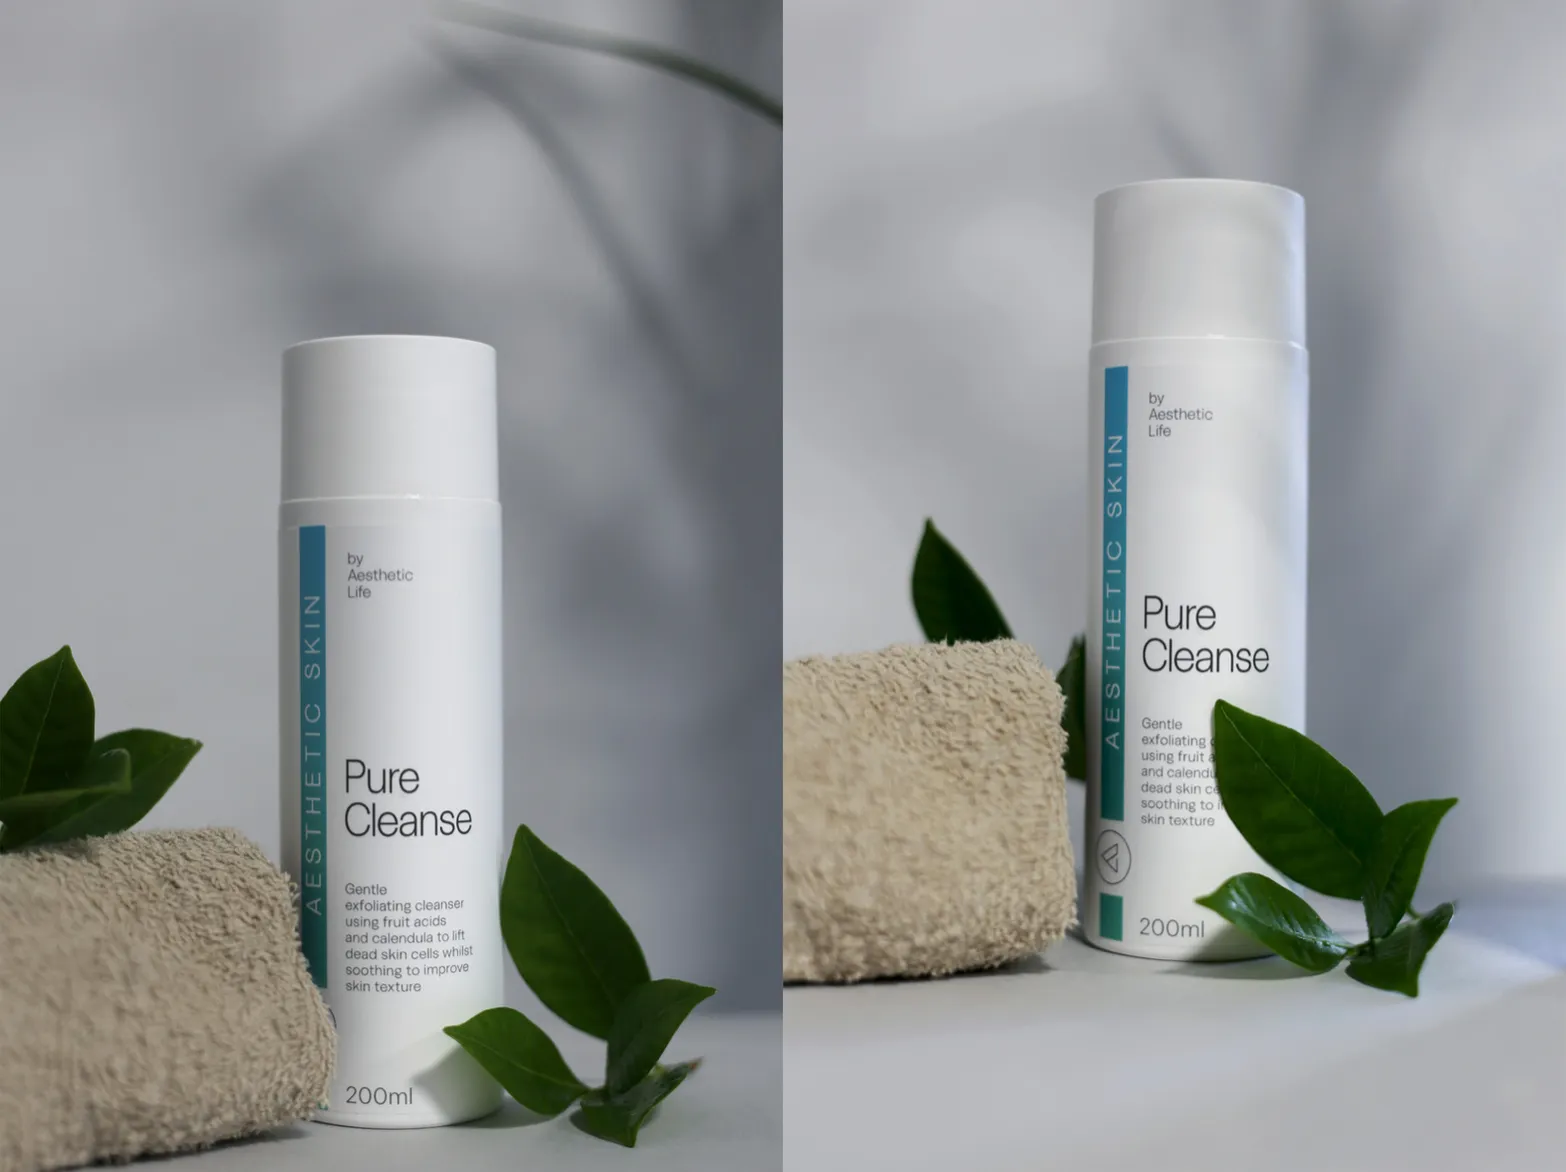 AESTHETIC SKIN
by
Aesthetic
Life
Pure
Cleanse
Gentle
exfoliating cleanser
using fruit acids
and calendula to lift
dead skin cells whilst
soothing to improve
skin texture
200ml
AESTHETIC SKIN
by
Aesthetic
Life
Pure
Cleanse
Gentle
exfoliating
using fruit
and
dead skin
soothing to
skin texture
200ml